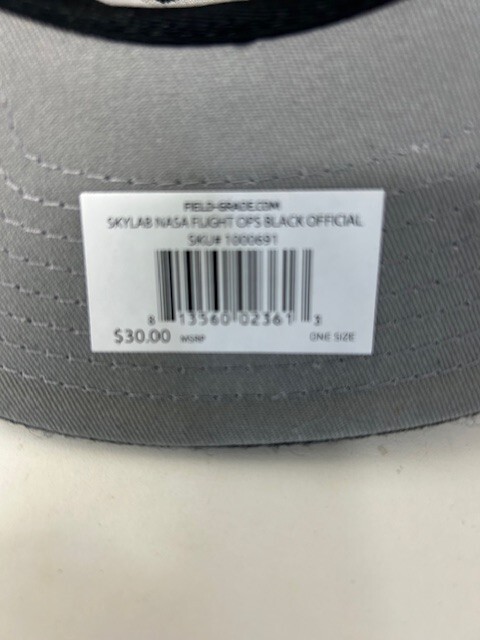 FIELD-GRADE.COM
SKYLAB NASA FLIGHT OPS BLACK OFFICIAL
SKU# 1000691
8 13560 02361 3
$30.00 MSRP ONE SIZE